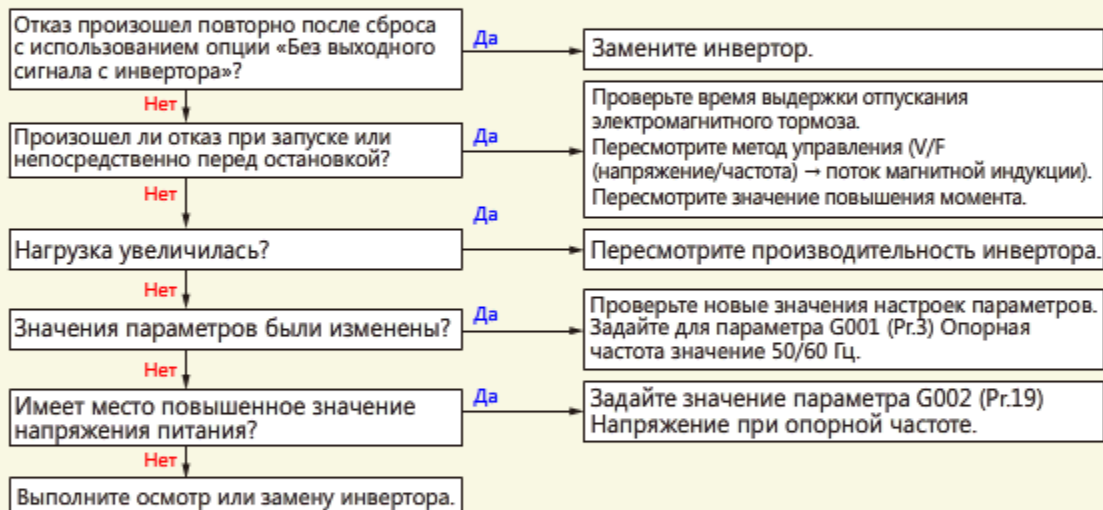 Отказ произошел повторно после сброса
с использованием опции «Без выходного
сигнала с инвертора»?
Да
Замените инвертор.
Нет
Произошел ли отказ при запуске или
непосредственно перед остановкой?
Да
Проверьте время выдержки отпускания
электромагнитного тормоза.
Пересмотрите метод управления (V/F
(напряжение/частота) → поток магнитной индукции).
Пересмотрите значение повышения момента.
Нет
Нагрузка увеличилась?
Да
Пересмотрите производительность инвертора.
Нет
Значения параметров были изменены?
Да
Проверьте новые значения настроек параметров.
Задайте для параметра G001 (Pr.3) Опорная
частота значение 50/60 Гц.
Нет
Имеет место повышенное значение
напряжения питания?
Да
Задайте значение параметра G002 (Pr.19)
Напряжение при опорной частоте.
Нет
Выполните осмотр или замену инвертора.